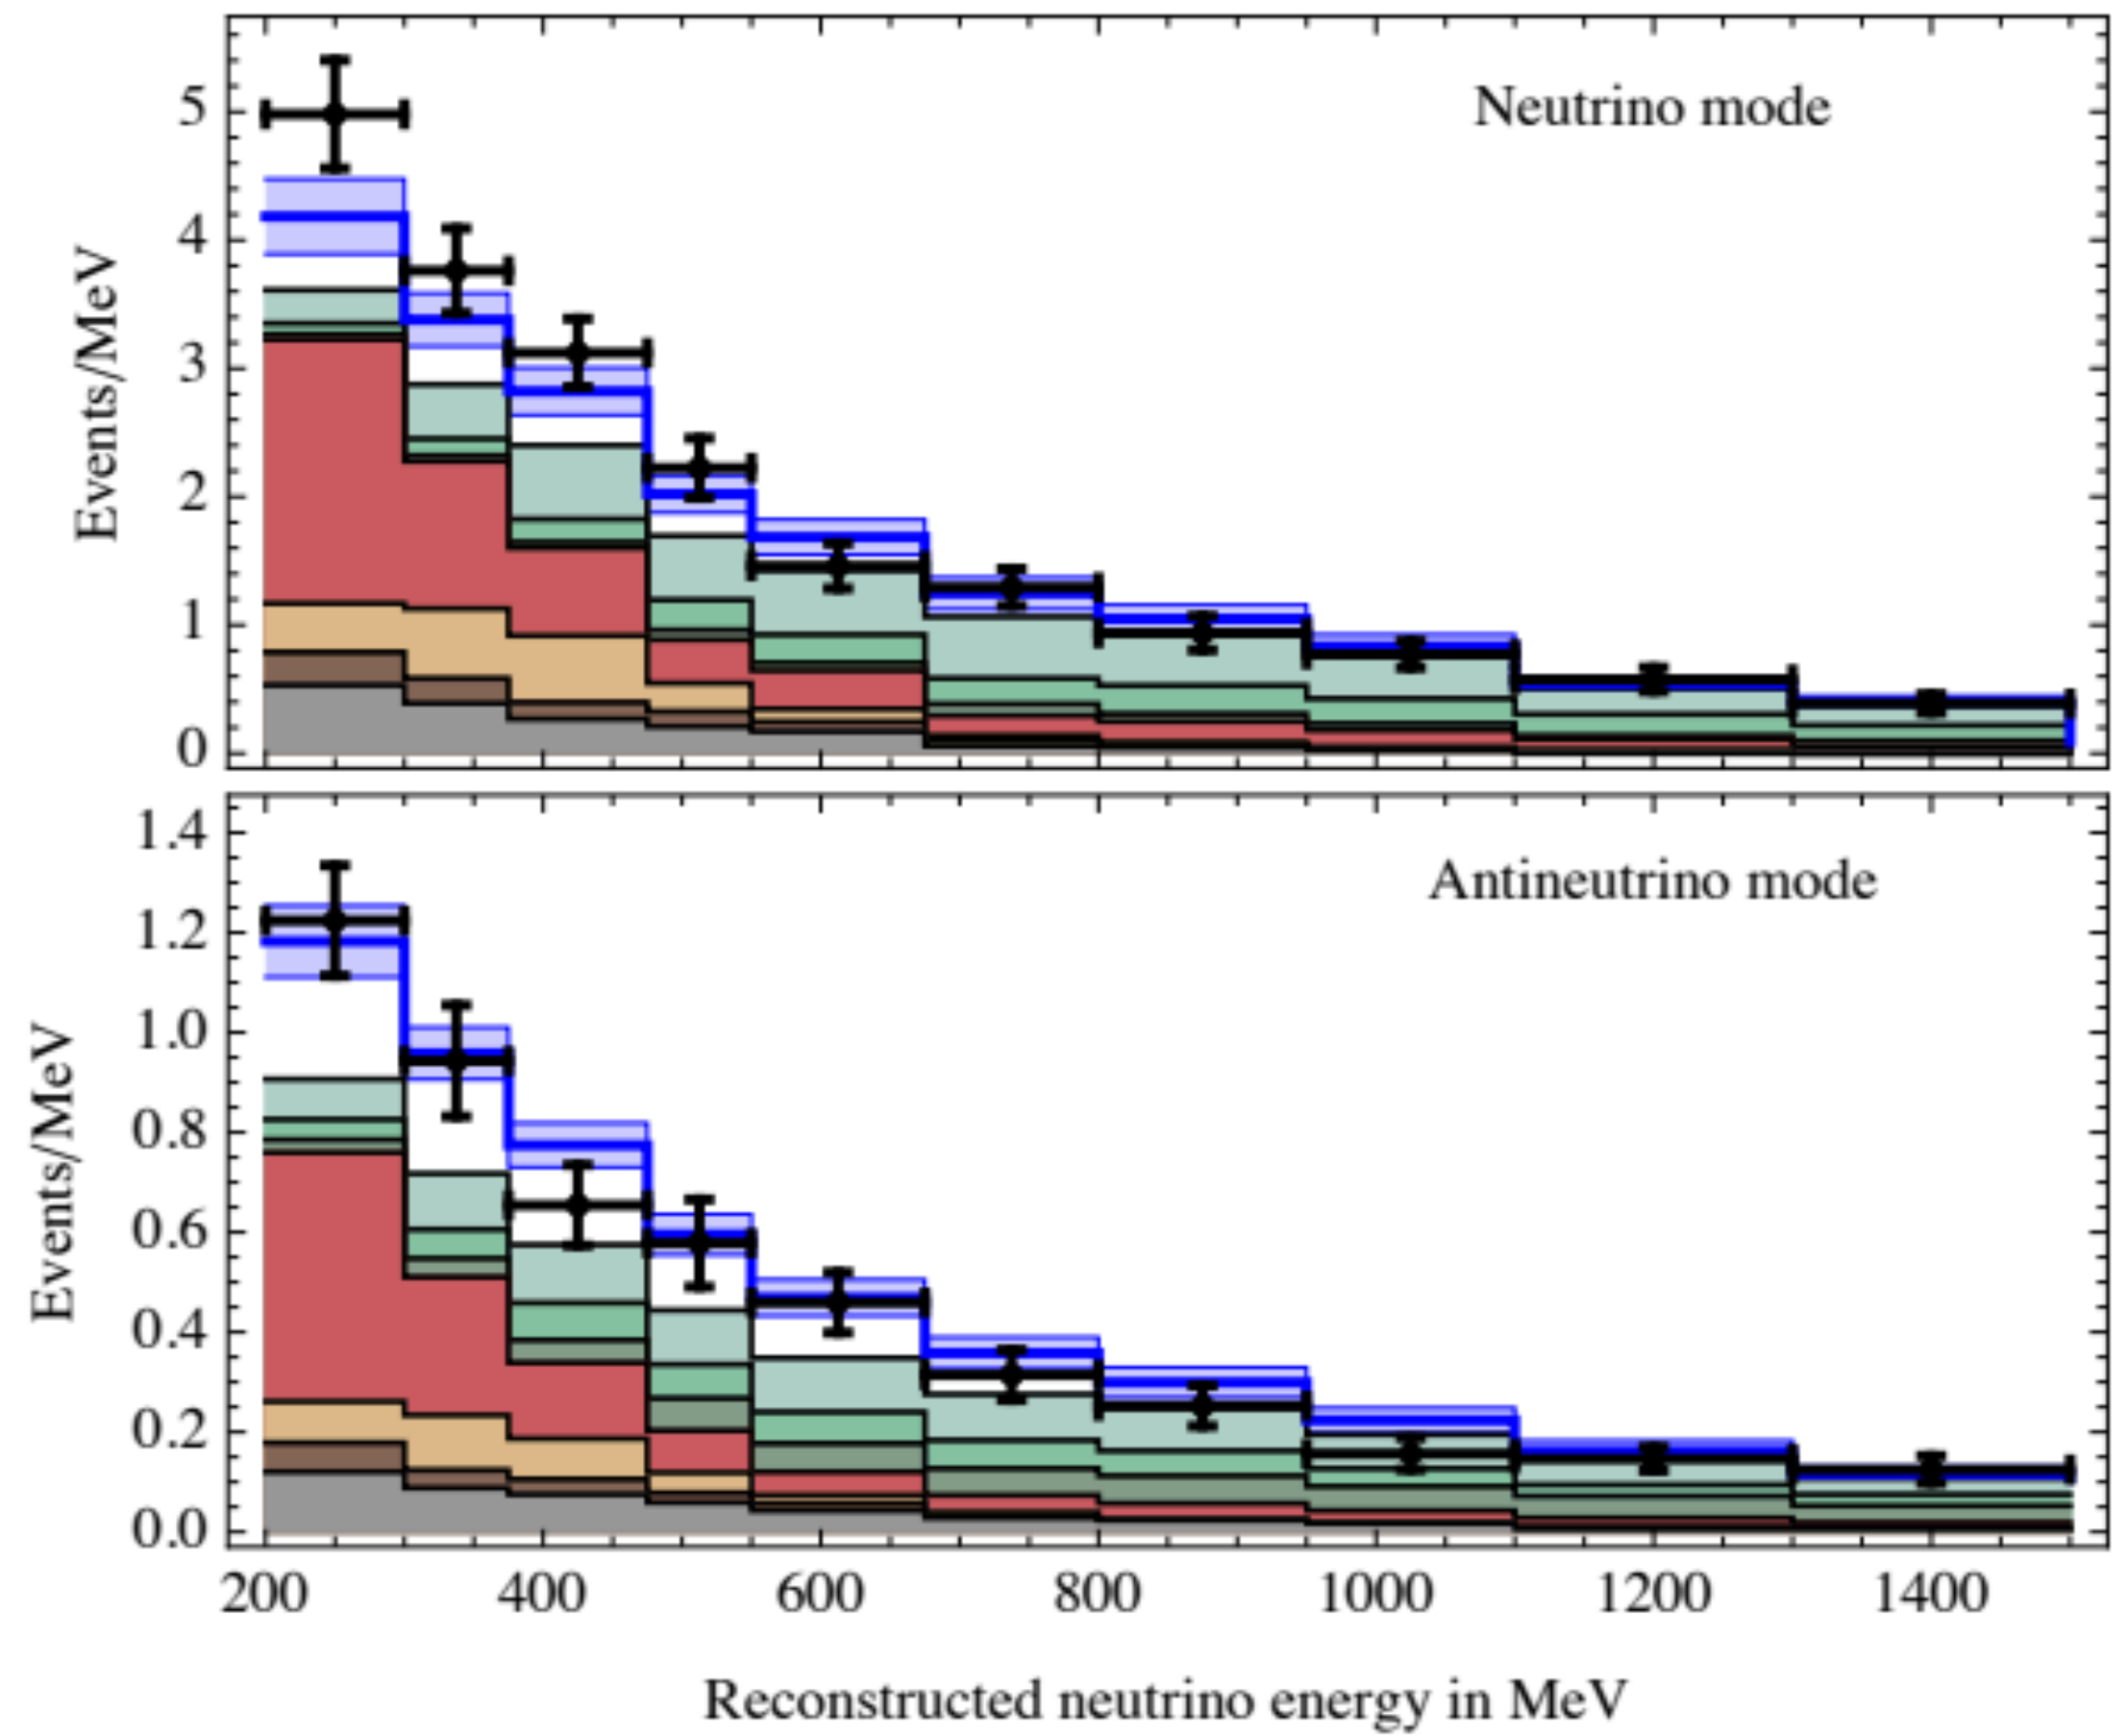 Neutrino mode
Events/MeV
5
4
3
2
1
0
Antineutrino mode
Events/MeV
1.4
1.2
1.0
0.8
0.6
0.4
0.2
0.0
200 400 600 800 1000 1200 1400
Reconstructed neutrino energy in MeV